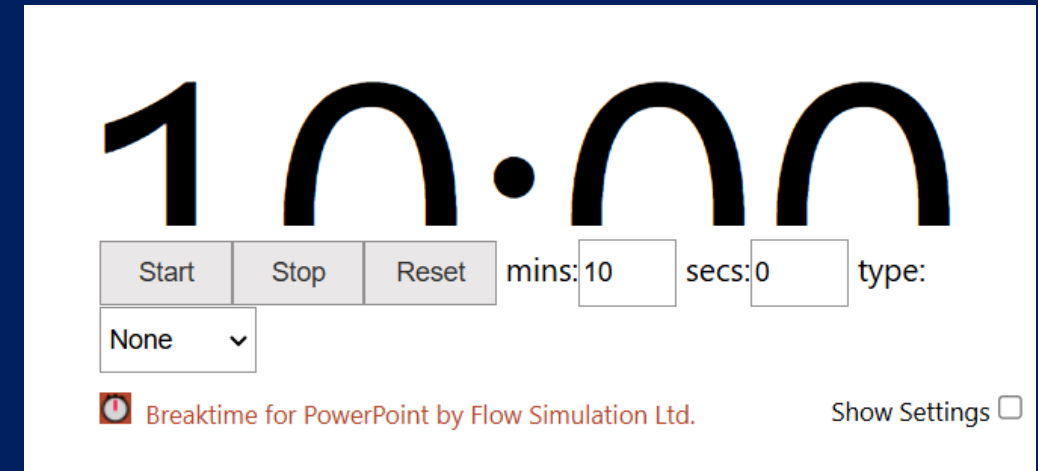 10:00
Start Stop Reset mins: 10 secs: 0 type:
None
Breaktime for PowerPoint by Flow Simulation Ltd. Show Settings